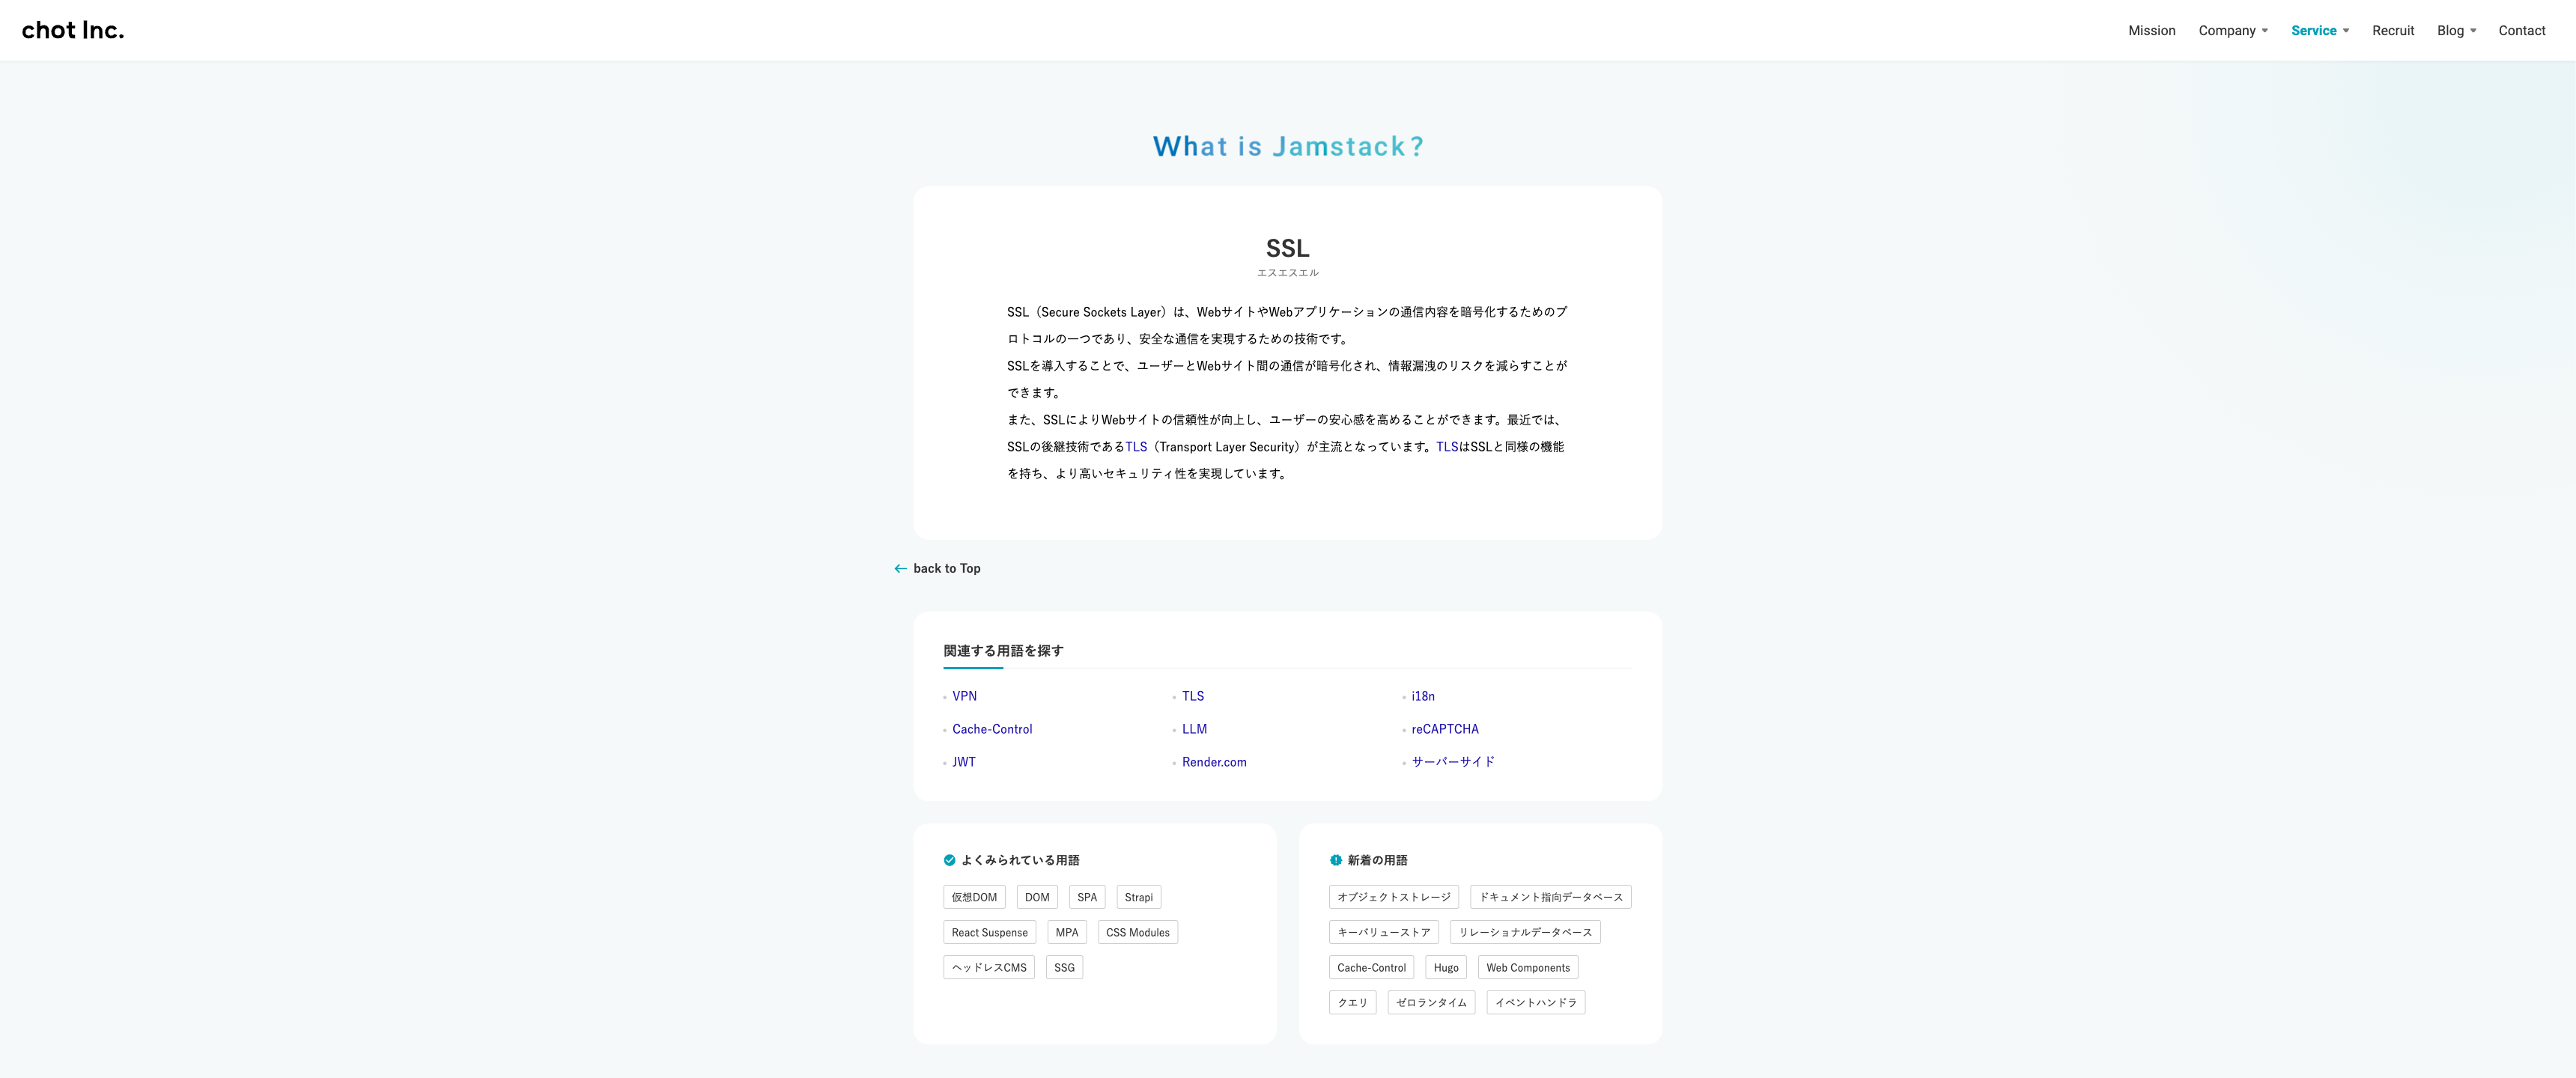 chot Inc.
Mission Company Service Recruit Blog Contact
What is Jamstack?
SSL
エスエスエル
SSL（Secure Sockets Layer）は、WebサイトやWebアプリケーションの通信内容を暗号化するためのプ
ロトコルの一つであり、安全な通信を実現するための技術です。
SSLを導入することで、ユーザーとWebサイト間の通信が暗号化され、情報漏洩のリスクを減らすことが
できます。
また、SSLによりWebサイトの信頼性が向上し、ユーザーの安心感を高めることができます。最近では、
SSLの後継技術であるTLS（Transport Layer Security）が主流となっています。TLSはSSLと同様の機能
を持ち、より高いセキュリティ性を実現しています。
back to Top
関連する用語を探す
VPN TLS i18n
Cache-Control LLM reCAPTCHA
JWT Render.com サーバーサイド
よくみられている用語
仮想DOM DOM SPA Strapi
React Suspense MPA CSS Modules
ヘッドレスCMS SSG
新着の用語
オブジェクトストレージ ドキュメント指向データベース
キーバリューストア リレーショナルデータベース
Cache-Control Hugo Web Components
クエリ ゼロランタイム イベントハンドラ